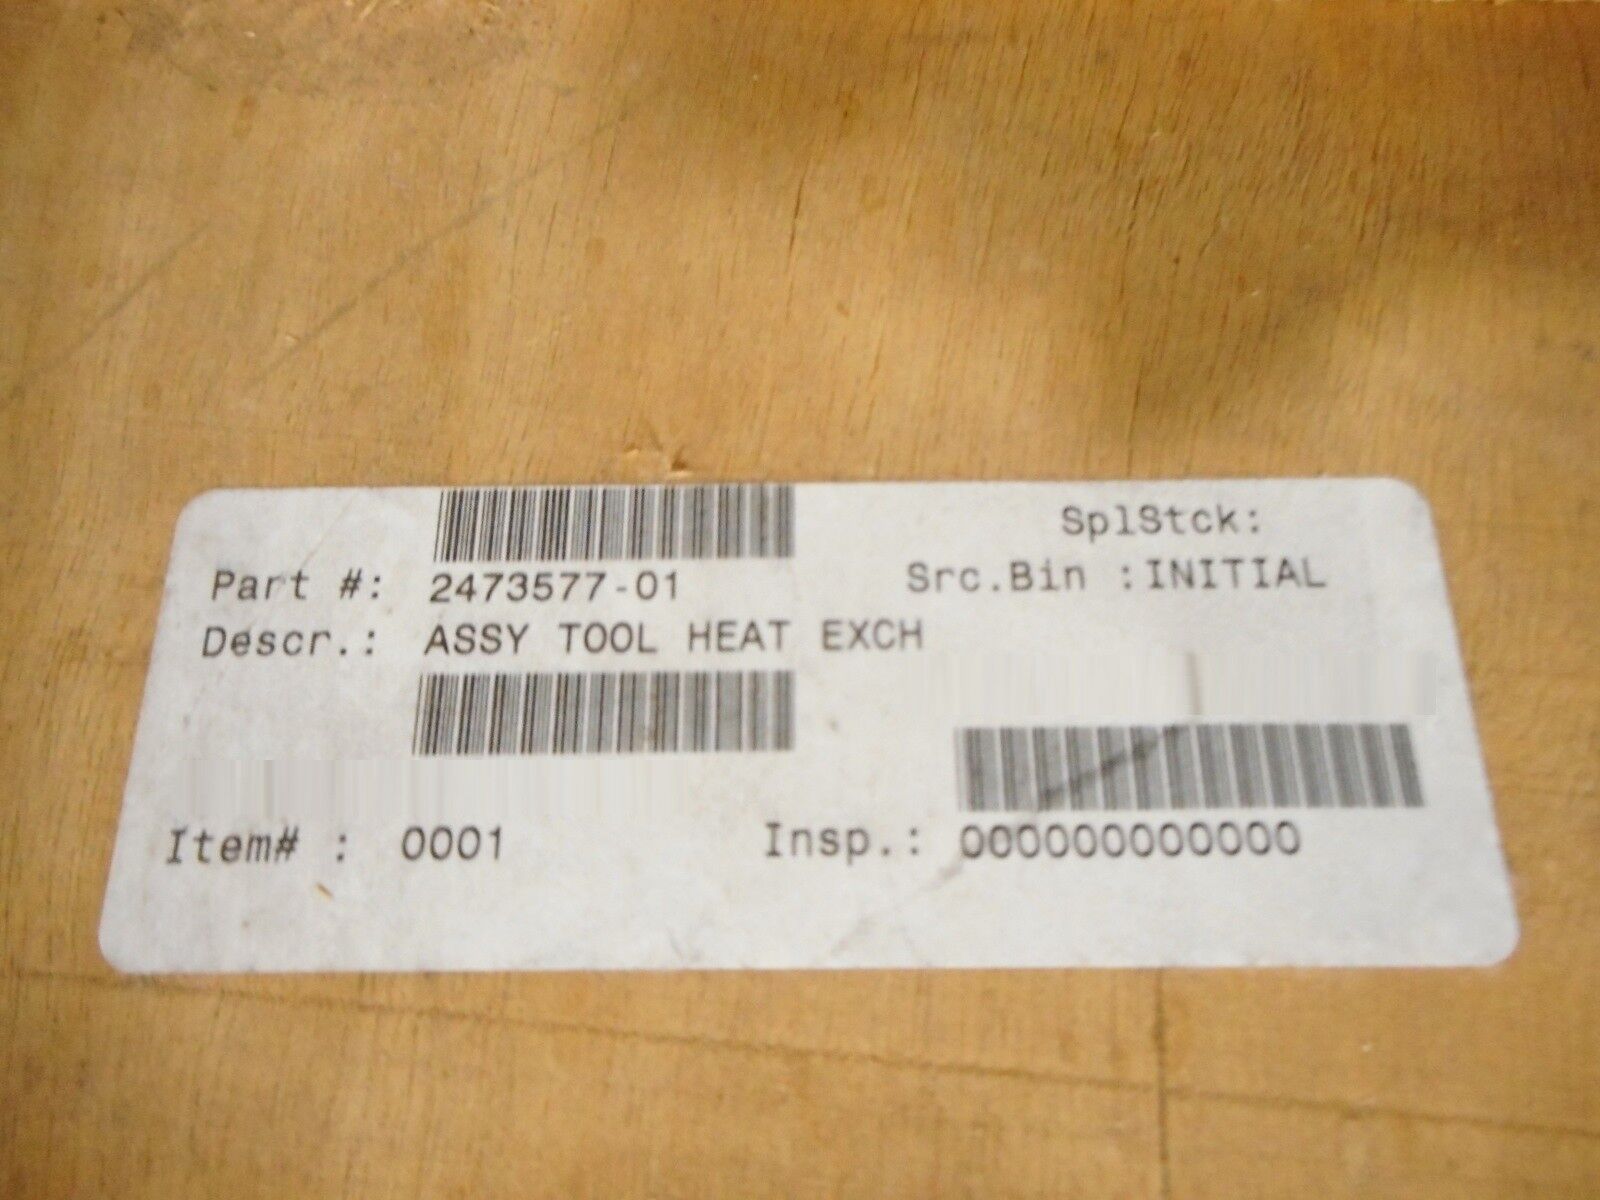 SplStck:
Part #: 2473577-01 Src.Bin :INITIAL
Descr.: ASSY TOOL HEAT EXCH
Item# : 0001 Insp.: 000000000000